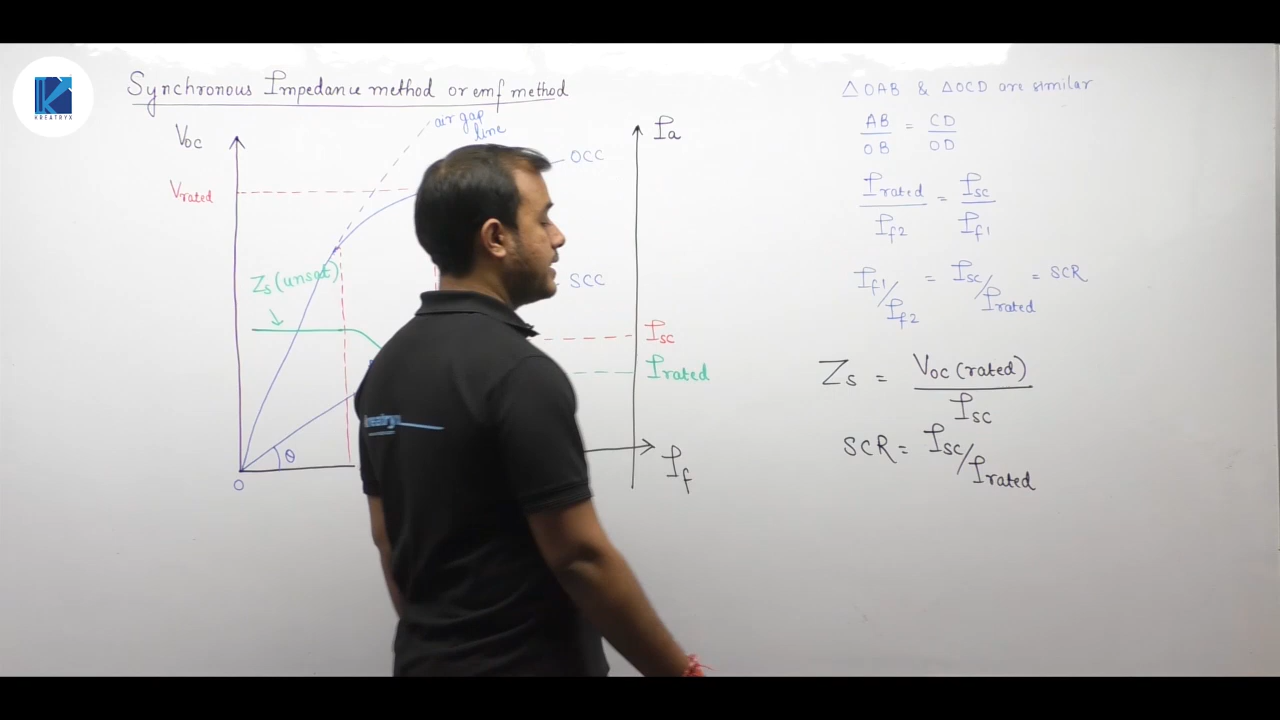 KREATRYX
Synchronous Impedance method or emf method
air gap
line
Voc
Ia
OCC
Vrated
Zs (unsat)
SCC
Isc
Irated
θ
O
If
kreatryx
△OAB & △OCD are similar
AB/OB = CD/OD
Irated/If2 = Isc/If1
If1/If2 = Isc/Irated = SCR
Zs = Voc (rated)/Isc
SCR = Isc/Irated